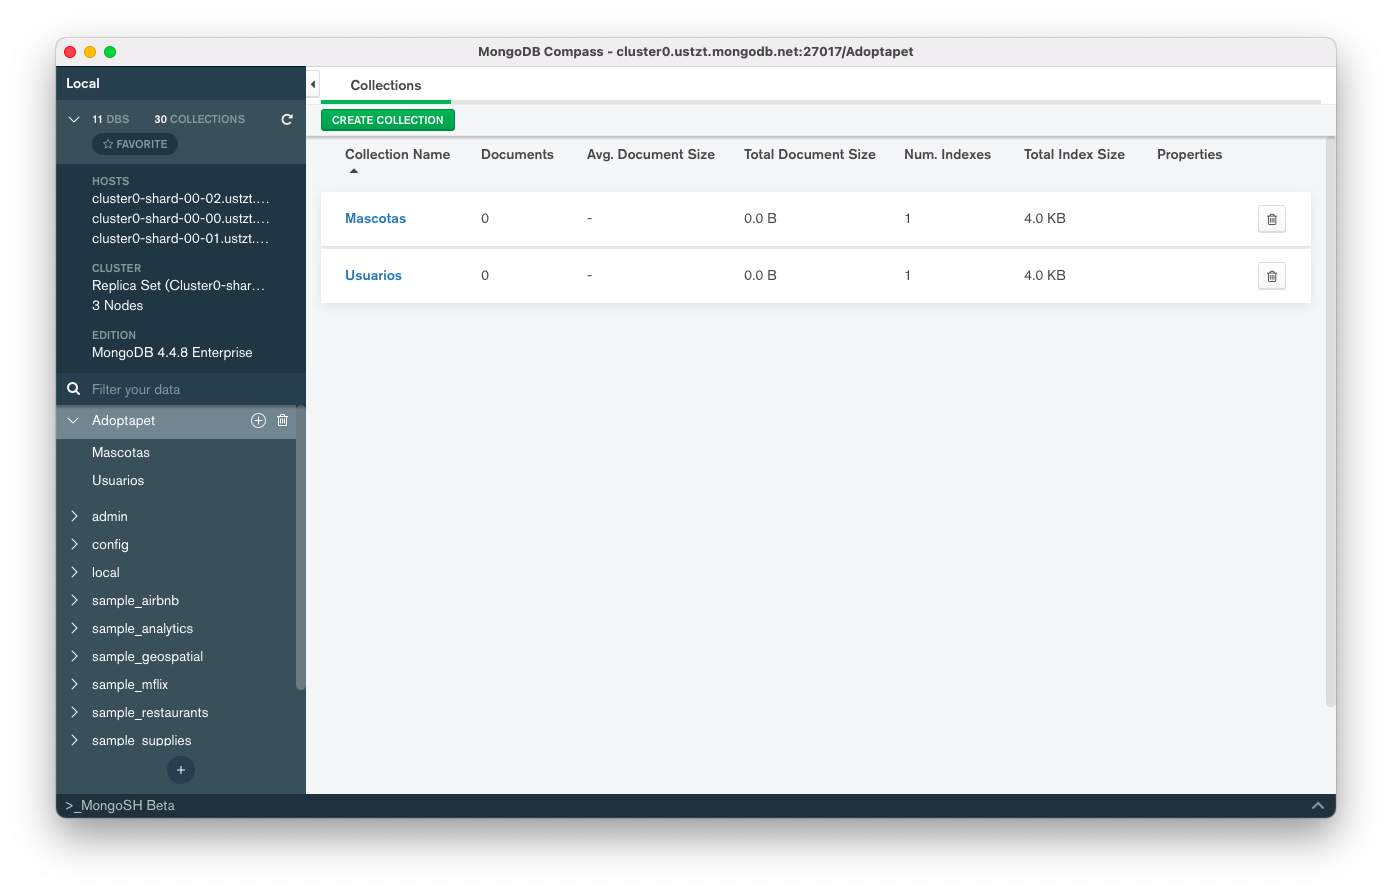 MongoDB Compass - cluster0.ustzt.mongodb.net:27017/Adoptapet
Local
11 DBS 30 COLLECTIONS
FAVORITE
HOSTS
cluster0-shard-00-02.ustzt....
cluster0-shard-00-00.ustzt....
cluster0-shard-00-01.ustzt....
CLUSTER
Replica Set (Cluster0-shar...
3 Nodes
EDITION
MongoDB 4.4.8 Enterprise
Filter your data
Adoptapet
Mascotas
Usuarios
admin
config
local
sample_airbnb
sample_analytics
sample_geospatial
sample_mflix
sample_restaurants
sample_supplies
Collections
CREATE COLLECTION
Collection Name Documents Avg. Document Size Total Document Size Num. Indexes Total Index Size Properties
Mascotas 0 - 0.0 B 1 4.0 KB
Usuarios 0 - 0.0 B 1 4.0 KB
>_MongoSH Beta